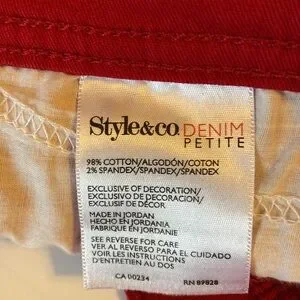 Style&co. DENIM
PETITE
98% COTTON/ALGODÓN/COTON
2% SPANDEX/SPANDEX/SPANDEX
EXCLUSIVE OF DECORATION/
EXCLUSIVO DE DECORACIÓN/
EXCLUSIF DE DÉCOR
MADE IN JORDAN
HECHO EN JORDANIA
FABRIQUÉ EN JORDANIE
SEE REVERSE FOR CARE
VER AL REVERSO PARA EL CUIDADO
VOIR LES INSTRUCTIONS
D'ENTRETIEN AU DOS
CA 00234 RN 89828